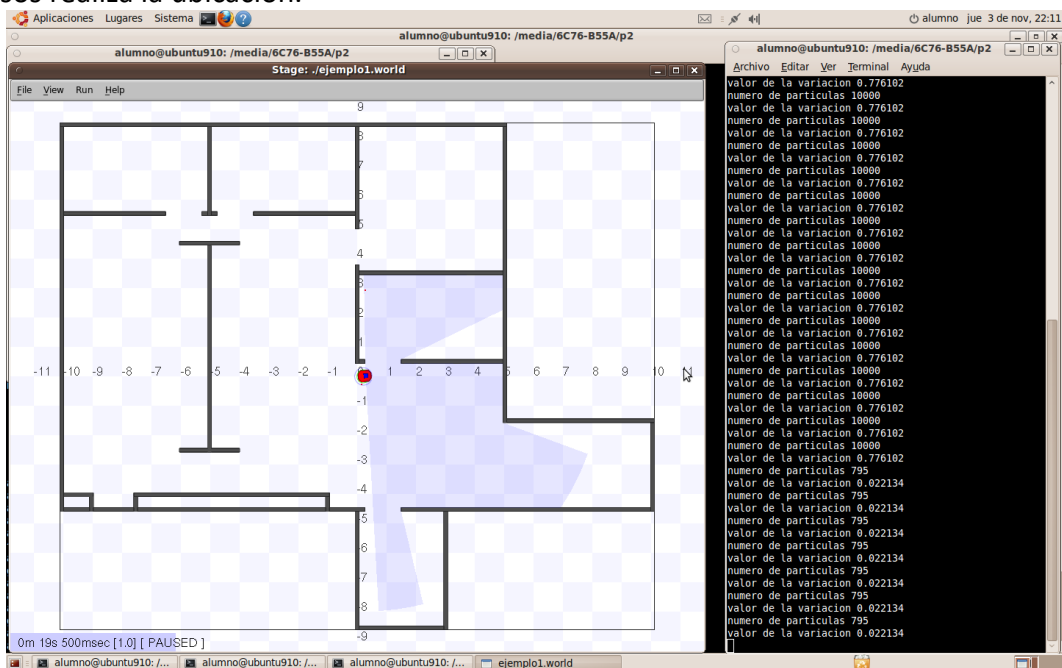 ses realiza la ubicación.
Aplicaciones Lugares Sistema alumno jue 3 de nov, 22:11
alumno@ubuntu910: /media/6C76-B55A/p2
alumno@ubuntu910: /media/6C76-B55A/p2
alumno@ubuntu910: /media/6C76-B55A/p2
Stage: ./ejemplo1.world
Archivo Editar Ver Terminal Ayuda
File View Run Help
9
8
7
6
5
4
3
2
1
-11 -10 -9 -8 -7 -6 -5 -4 -3 -2 -1 1 2 3 4 5 6 7 8 9 10
-1
-2
-3
-4
-5
-6
-7
-8
-9
0m 19s 500msec [1.0] [ PAUSED ]
valor de la variacion 0.776102
numero de particulas 10000
valor de la variacion 0.776102
numero de particulas 10000
valor de la variacion 0.776102
numero de particulas 10000
valor de la variacion 0.776102
numero de particulas 10000
valor de la variacion 0.776102
numero de particulas 10000
valor de la variacion 0.776102
numero de particulas 10000
valor de la variacion 0.776102
numero de particulas 10000
valor de la variacion 0.776102
numero de particulas 10000
valor de la variacion 0.776102
numero de particulas 10000
valor de la variacion 0.776102
numero de particulas 10000
valor de la variacion 0.776102
numero de particulas 10000
valor de la variacion 0.776102
numero de particulas 10000
valor de la variacion 0.776102
numero de particulas 10000
valor de la variacion 0.776102
numero de particulas 10000
valor de la variacion 0.776102
numero de particulas 10000
valor de la variacion 0.776102
numero de particulas 795
valor de la variacion 0.022134
numero de particulas 795
valor de la variacion 0.022134
numero de particulas 795
valor de la variacion 0.022134
numero de particulas 795
valor de la variacion 0.022134
numero de particulas 795
valor de la variacion 0.022134
numero de particulas 795
valor de la variacion 0.022134
numero de particulas 795
valor de la variacion 0.022134
alumno@ubuntu910: /... alumno@ubuntu910: /... alumno@ubuntu910: /... ejemplo1.world